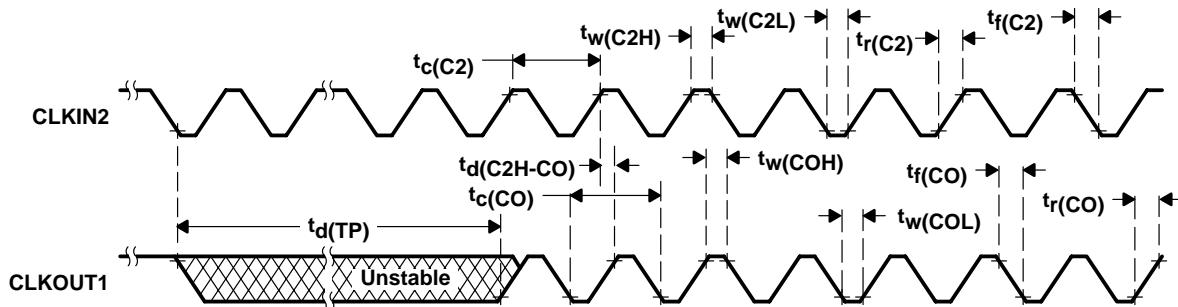 tw(C2H)
tw(C2L)
tr(C2)
tf(C2)
tc(C2)
CLKIN2
td(C2H-CO)
tw(COH)
tf(CO)
tc(CO)
tr(CO)
td(TP)
tw(COL)
Unstable
CLKOUT1